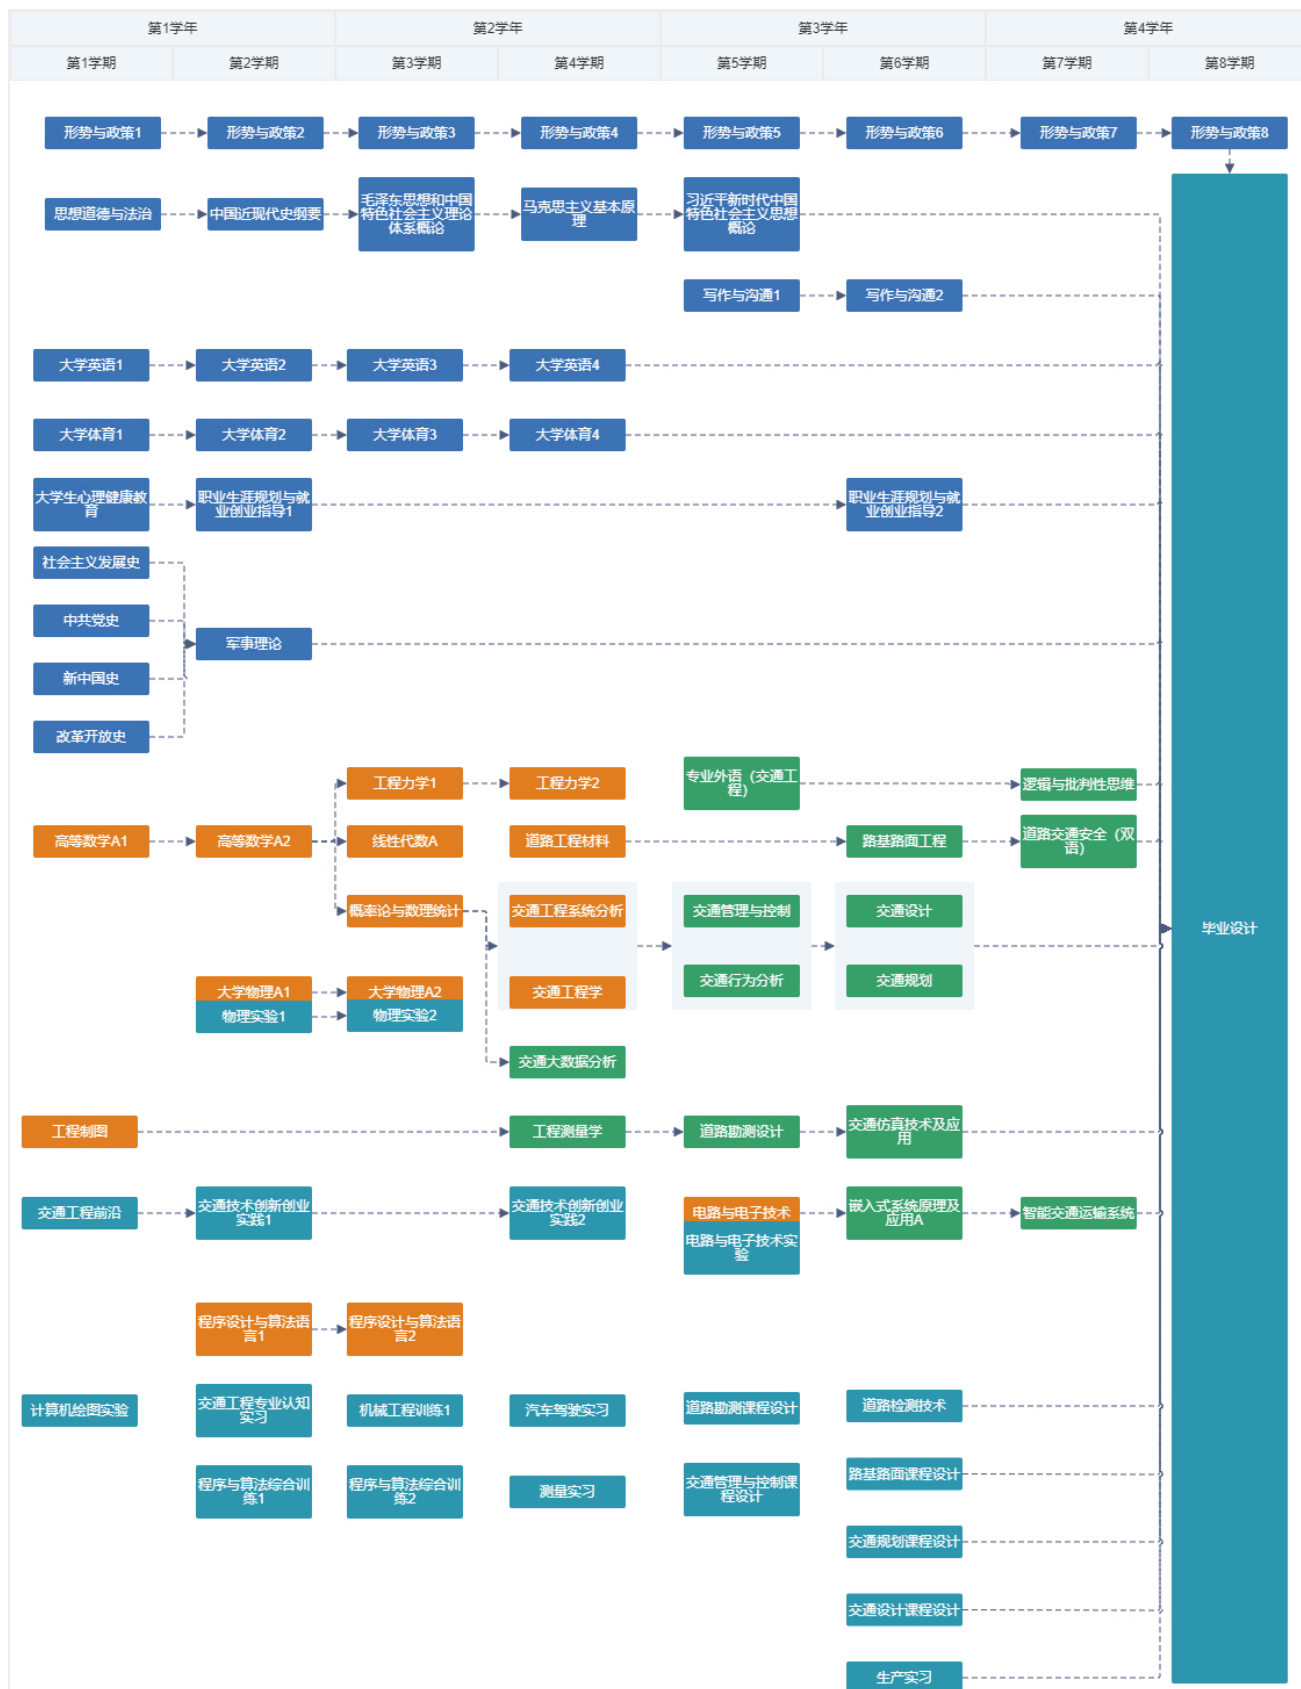 第1学年
第2学年
第3学年
第4学年
第1学期
第2学期
第3学期
第4学期
第5学期
第6学期
第7学期
第8学期
形势与政策1
形势与政策2
形势与政策3
形势与政策4
形势与政策5
形势与政策6
形势与政策7
形势与政策8
思想道德与法治
中国近现代史纲要
毛泽东思想和中国
特色社会主义理论
体系概论
马克思主义基本原
理
习近平新时代中国
特色社会主义思想
概论
写作与沟通1
写作与沟通2
大学英语1
大学英语2
大学英语3
大学英语4
大学体育1
大学体育2
大学体育3
大学体育4
大学生心理健康教
育
职业生涯规划与就
业创业指导1
职业生涯规划与就
业创业指导2
社会主义发展史
中共党史
军事理论
新中国史
改革开放史
工程力学1
工程力学2
专业外语（交通工
程）
逻辑与批判性思维
高等数学A1
高等数学A2
线性代数A
道路工程材料
路基路面工程
道路交通安全（双
语）
概率论与数理统计
交通工程系统分析
交通管理与控制
交通设计
毕业设计
大学物理A1
大学物理A2
交通工程学
交通行为分析
交通规划
物理实验1
物理实验2
交通大数据分析
工程制图
工程测量学
道路勘测设计
交通仿真技术及应
用
交通工程前沿
交通技术创新创业
实践1
交通技术创新创业
实践2
电路与电子技术
电路与电子技术实
验
嵌入式系统原理及
应用A
智能交通运输系统
程序设计与算法语
言1
程序设计与算法语
言2
计算机绘图实验
交通工程专业认知
实习
机械工程训练1
汽车驾驶实习
道路勘测课程设计
道路检测技术
程序与算法综合训
练1
程序与算法综合训
练2
测量实习
交通管理与控制课
程设计
路基路面课程设计
交通规划课程设计
交通设计课程设计
生产实习